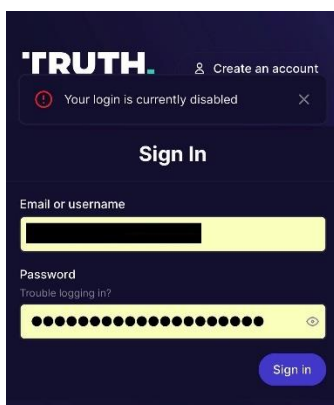 TRUTH.
Create an account
Your login is currently disabled
Sign In
Email or username
Password
Trouble logging in?
Sign in